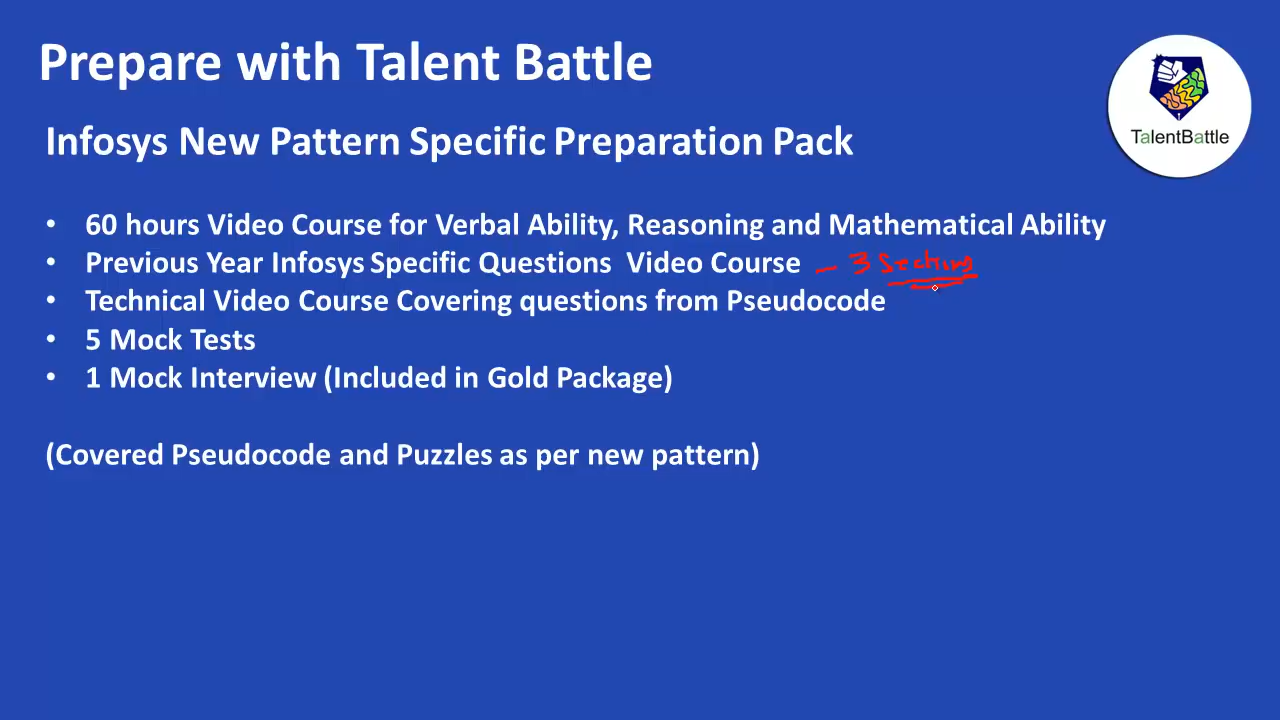 Prepare with Talent Battle
TalentBattle
Infosys New Pattern Specific Preparation Pack
• 60 hours Video Course for Verbal Ability, Reasoning and Mathematical Ability
• Previous Year Infosys Specific Questions Video Course – 3 Sections
• Technical Video Course Covering questions from Pseudocode
• 5 Mock Tests
• 1 Mock Interview (Included in Gold Package)
(Covered Pseudocode and Puzzles as per new pattern)